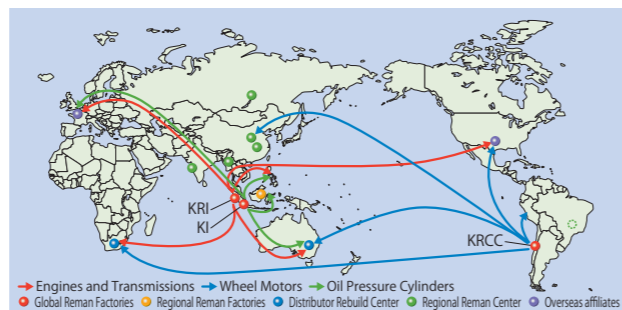 KRI
KI
KRCC
Engines and Transmissions Wheel Motors Oil Pressure Cylinders
Global Reman Factories Regional Reman Factories Distributor Rebuild Center Regional Reman Center Overseas affiliates